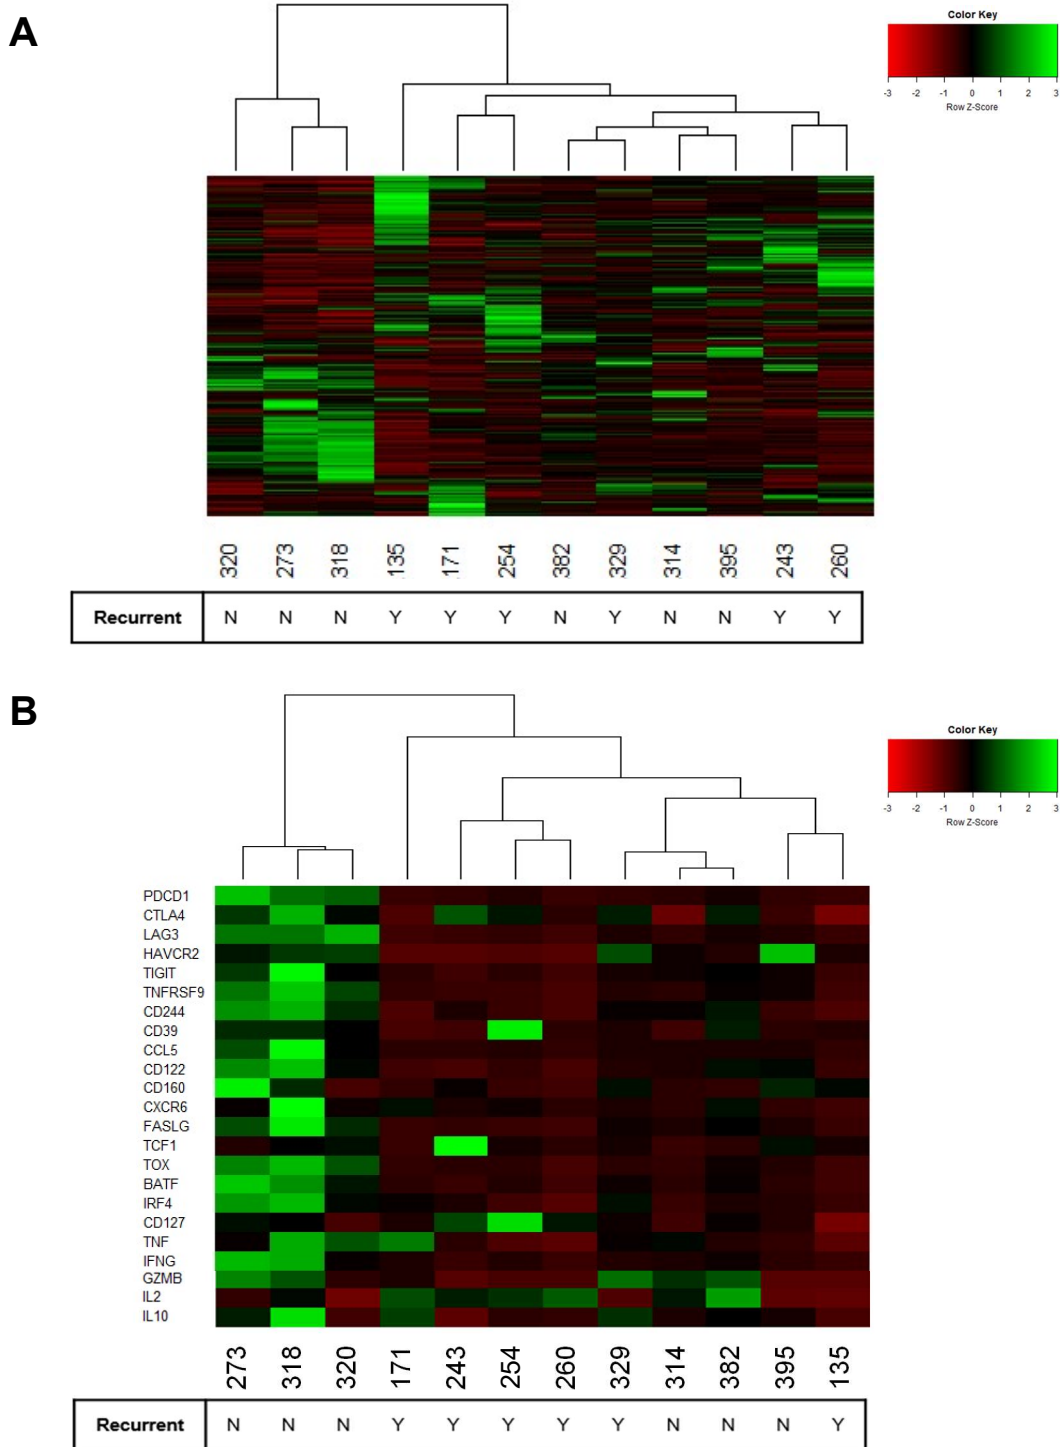 A
Color Key
-3 -2 -1 0 1 2 3
Row Z-Score
320 273 318 135 171 254 382 329 314 395 243 260
Recurrent N N N Y Y Y N Y N N Y Y
B
Color Key
-3 -2 -1 0 1 2 3
Row Z-Score
PDCD1
CTLA4
LAG3
HAVCR2
TIGIT
TNFRSF9
CD244
CD39
CCL5
CD122
CD160
CXCR6
FASLG
TCF1
TOX
BATF
IRF4
CD127
TNF
IFNG
GZMB
IL2
IL10
273 318 320 171 243 254 260 329 314 382 395 135
Recurrent N N N Y Y Y Y Y N N N Y